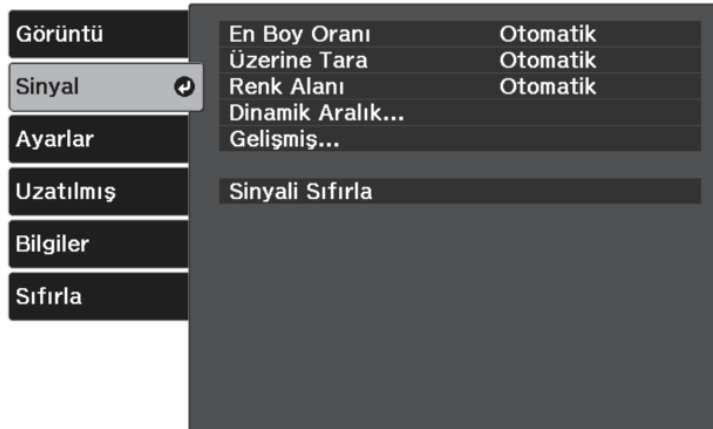 Görüntü
Sinyal
Ayarlar
Uzatılmış
Bilgiler
Sıfırla
En Boy Oranı Otomatik
Üzerine Tara Otomatik
Renk Alanı Otomatik
Dinamik Aralık...
Gelişmiş...
Sinyali Sıfırla